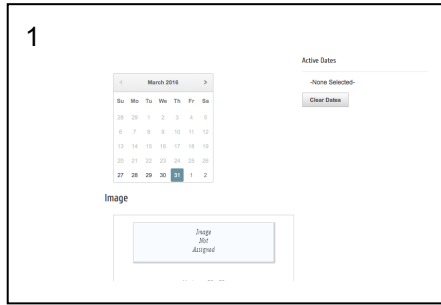 1
Active Dates
-None Selected-
Clear Dates
< March 2016 >
Su Mo Tu We Th Fr Sa
28 29 1 2 3 4 5
6 7 8 9 10 11 12
13 14 15 16 17 18 19
20 21 22 23 24 25 26
27 28 29 30 31 1 2
Image
Image
Not
Assigned